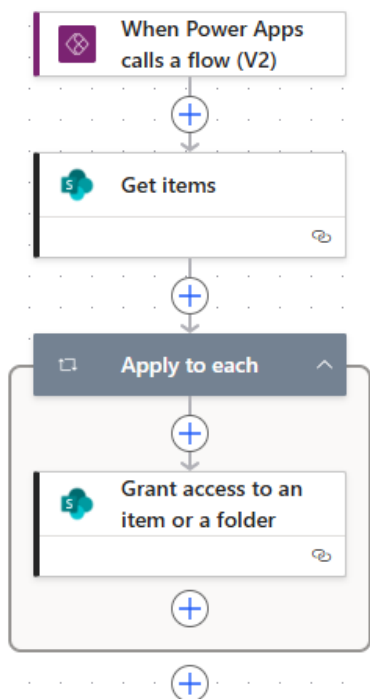 When Power Apps
calls a flow (V2)
Get items
Apply to each
Grant access to an
item or a folder